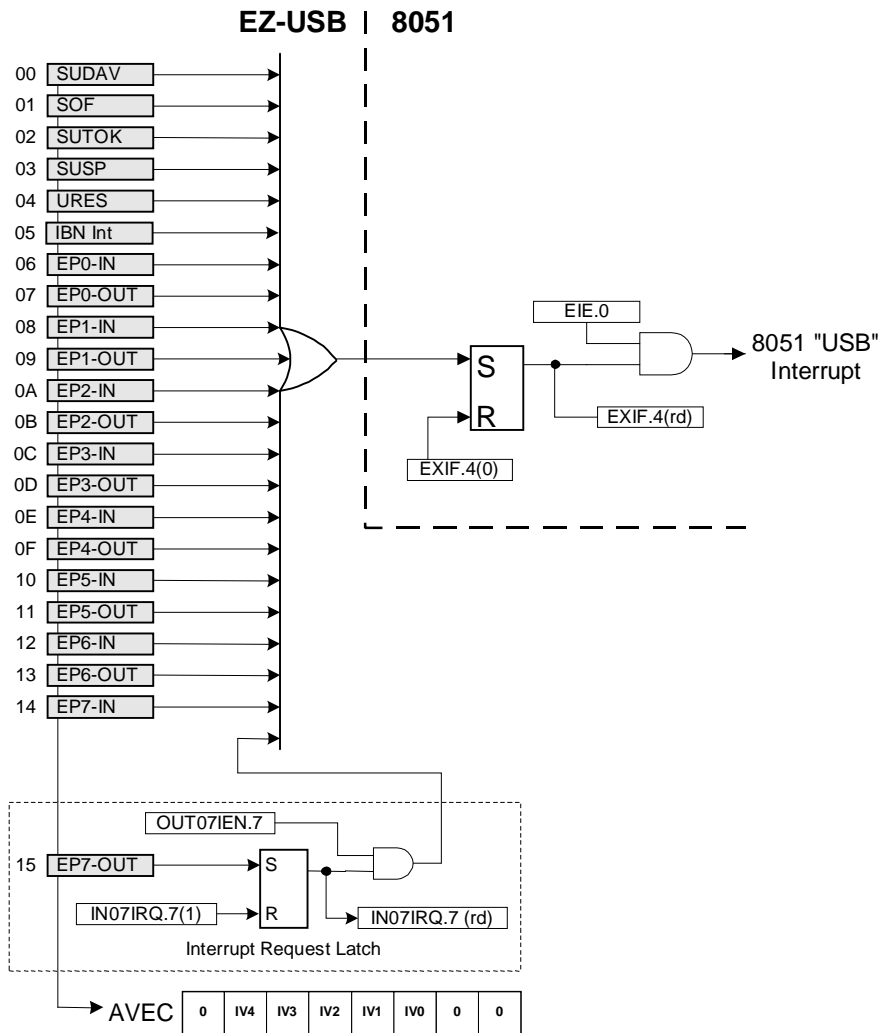 EZ-USB 8051
00 SUDAV
01 SOF
02 SUTOK
03 SUSP
04 URES
05 IBN Int
06 EP0-IN
07 EP0-OUT
08 EP1-IN
09 EP1-OUT
0A EP2-IN
0B EP2-OUT
0C EP3-IN
0D EP3-OUT
0E EP4-IN
0F EP4-OUT
10 EP5-IN
11 EP5-OUT
12 EP6-IN
13 EP6-OUT
14 EP7-IN
EIE.0
S
R
8051 "USB"
Interrupt
EXIF.4(rd)
EXIF.4(0)
OUT07IEN.7
15 EP7-OUT
S
IN07IRQ.7(1)
R
IN07IRQ.7 (rd)
Interrupt Request Latch
AVEC 0 IV4 IV3 IV2 IV1 IV0 0 0